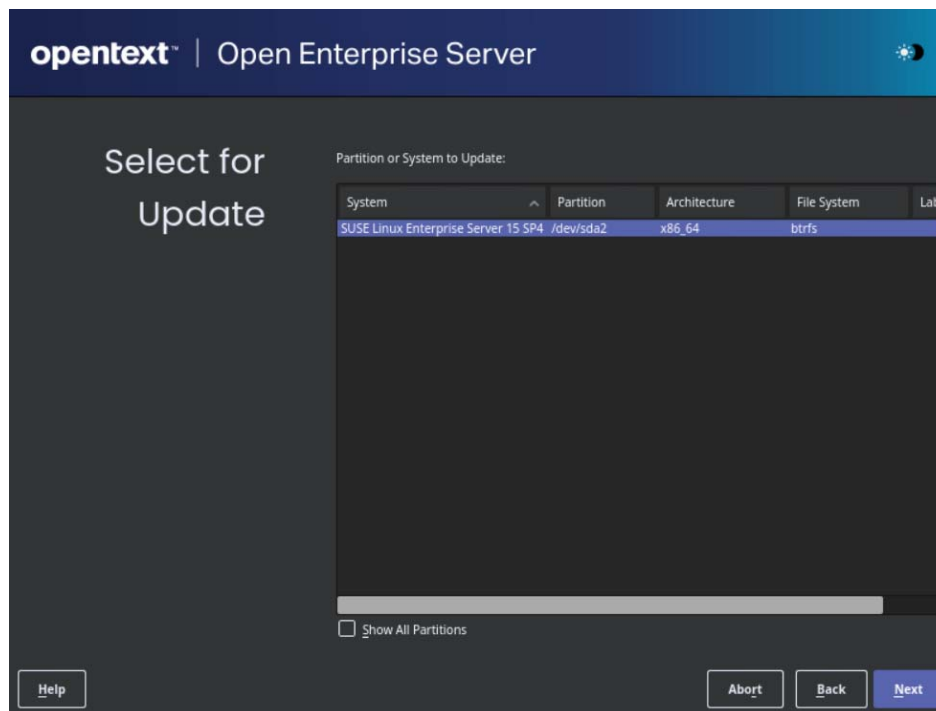 opentext™ | Open Enterprise Server
Select for
Update
Partition or System to Update:
System Partition Architecture File System Lab
SUSE Linux Enterprise Server 15 SP4 /dev/sda2 x86_64 btrfs
Show All Partitions
Help Abort Back Next